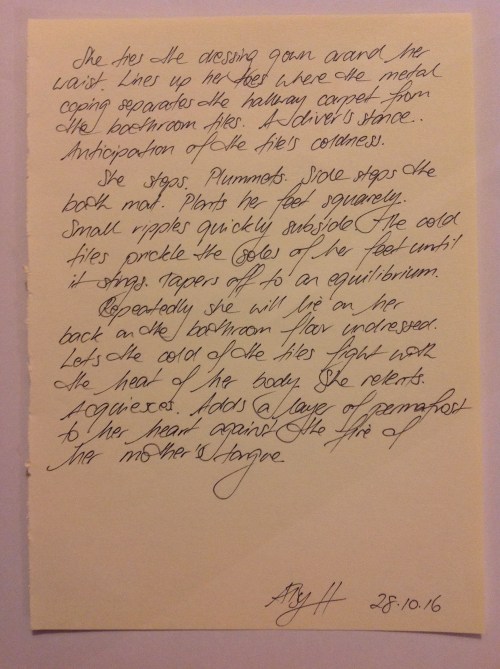 She ties the dressing gown around her
waist. Lines up her toes where the metal
coping separates the hallway carpet from
the bathroom tiles. A diver's stance.
Anticipation of the tile's coldness.
She steps. Plummets. Side steps the
bath mat. Plants her feet squarely.
Small ripples quickly subside. The cold
tiles prickle the soles of her feet until
it stings. Tapers off to an equilibrium.
Repeatedly she will lie on her
back on the bathroom floor undressed.
Lets the cold of the tiles fight with
the heat of her body. She relents.
Acquiesces. Adds a layer of permafrost
to her heart against the fire of
her mother's tongue.
28.10.16